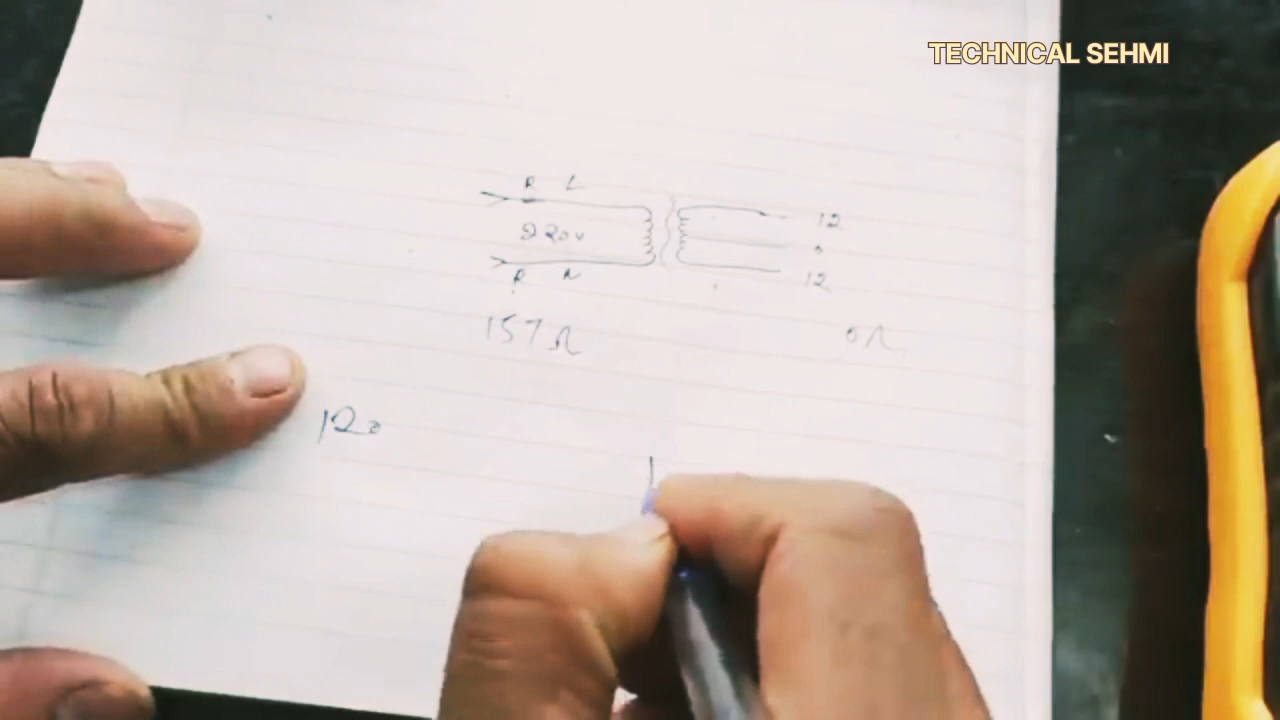 TECHNICAL SEHMI
R L
12
220v
0
12
R N
157Ω
0Ω
120